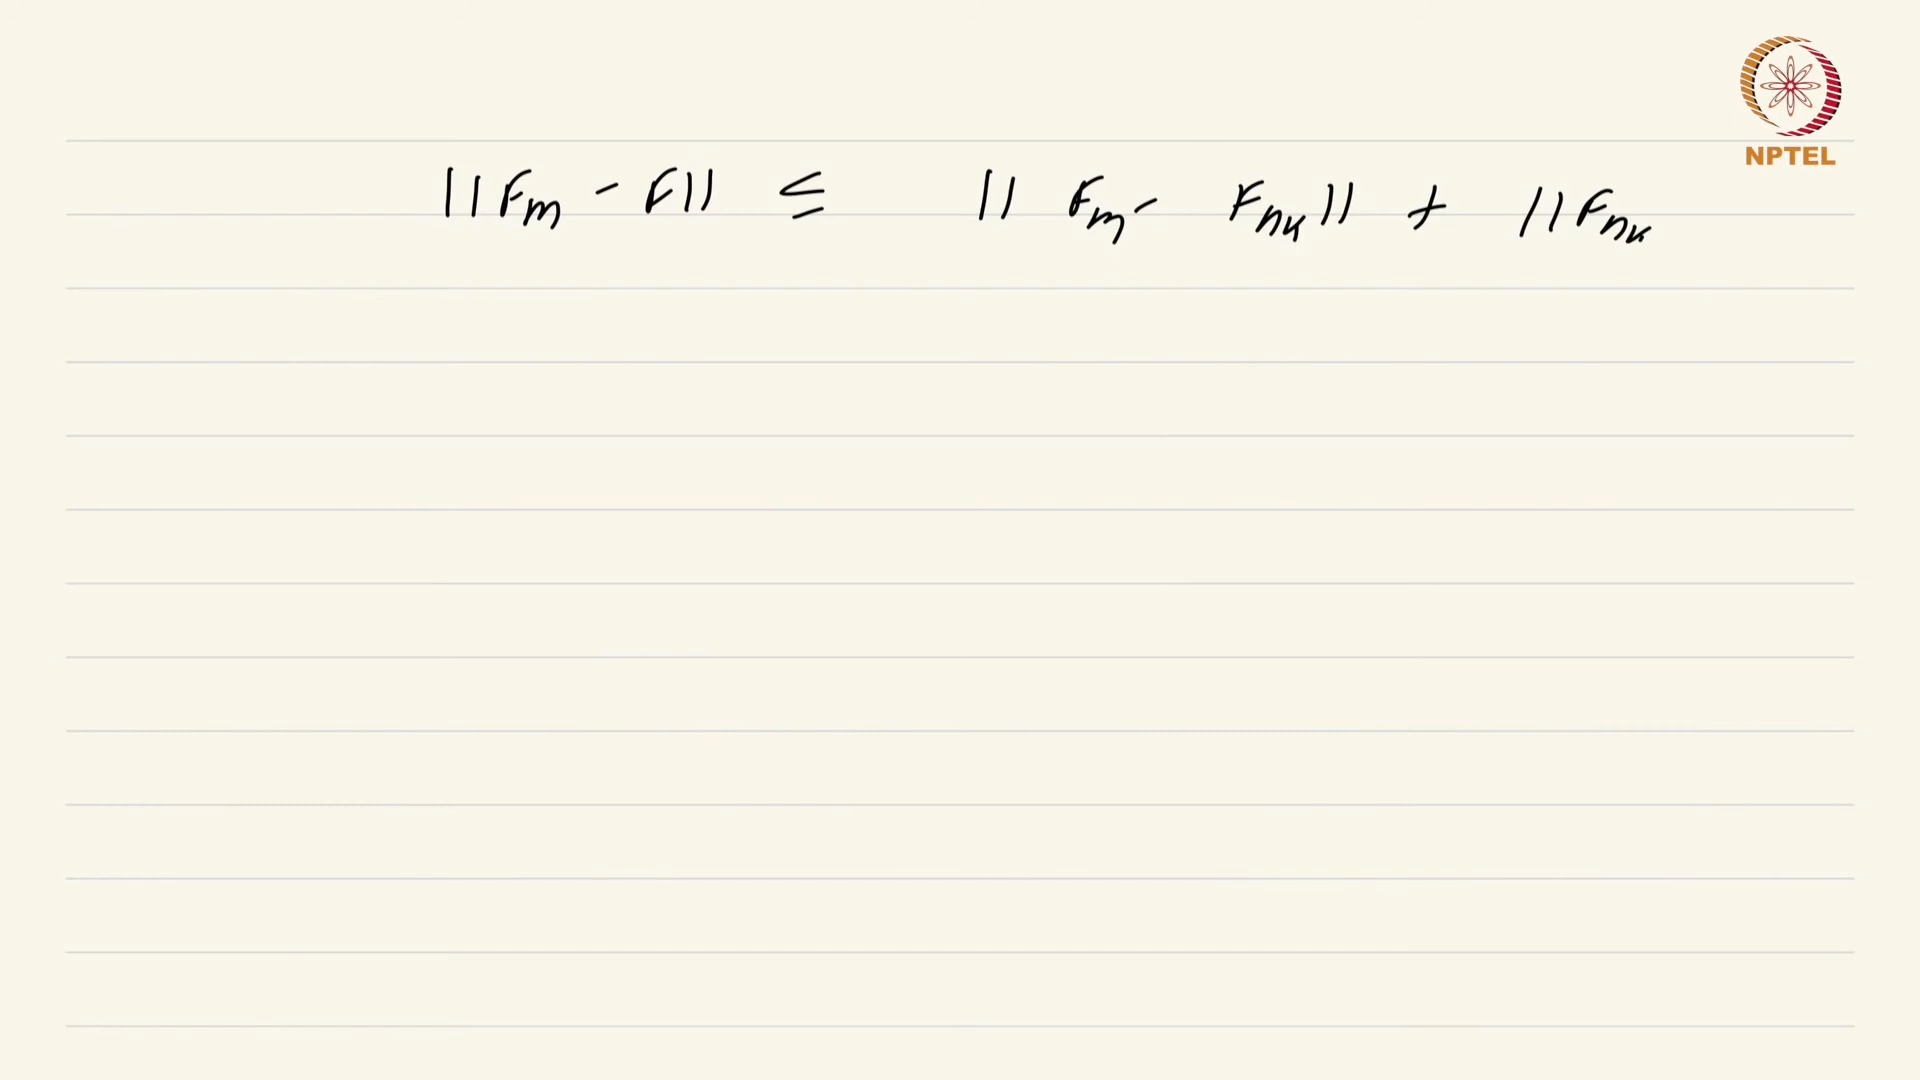 NPTEL
||Fm - F|| ≤ || Fm - Fnk || + ||Fnk